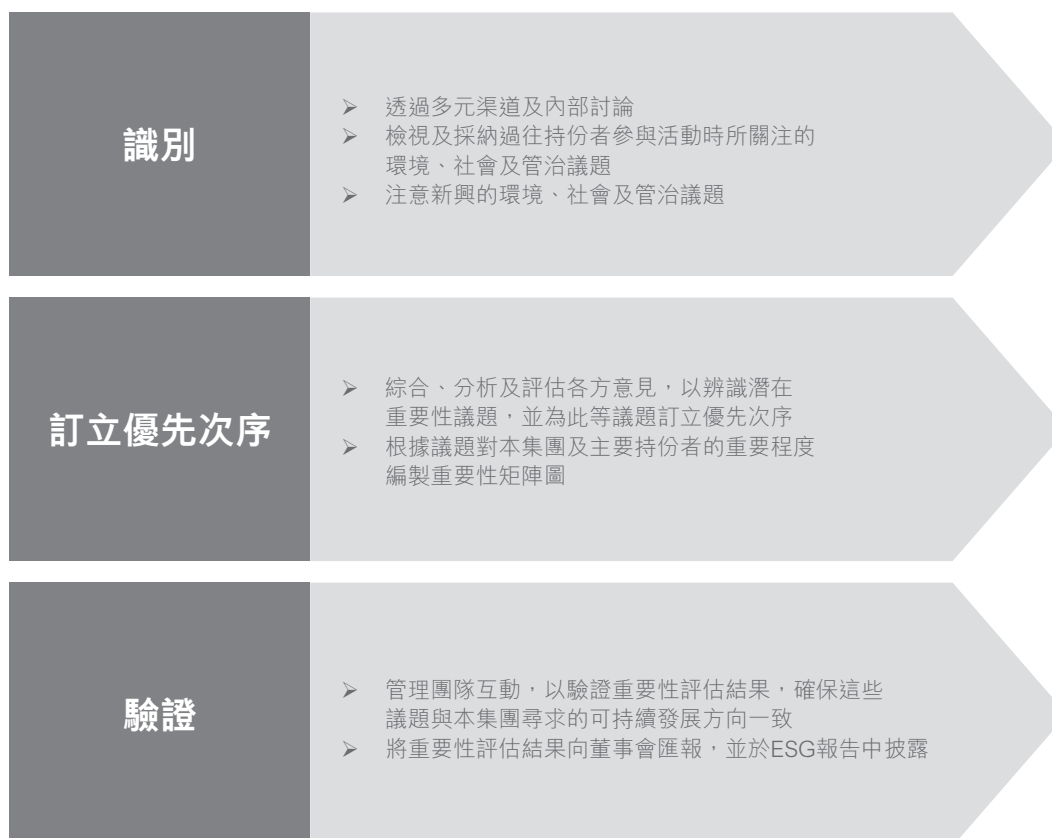 識別
➢ 透過多元渠道及內部討論
➢ 檢視及採納過往持份者參與活動時所關注的
環境、社會及管治議題
➢ 注意新興的環境、社會及管治議題
訂立優先次序
➢ 綜合、分析及評估各方意見，以辨識潛在
重要性議題，並為此等議題訂立優先次序
➢ 根據議題對本集團及主要持份者的重要程度
編製重要性矩陣圖
驗證
➢ 管理團隊互動，以驗證重要性評估結果，確保這些
議題與本集團尋求的可持續發展方向一致
➢ 將重要性評估結果向董事會匯報，並於ESG報告中披露